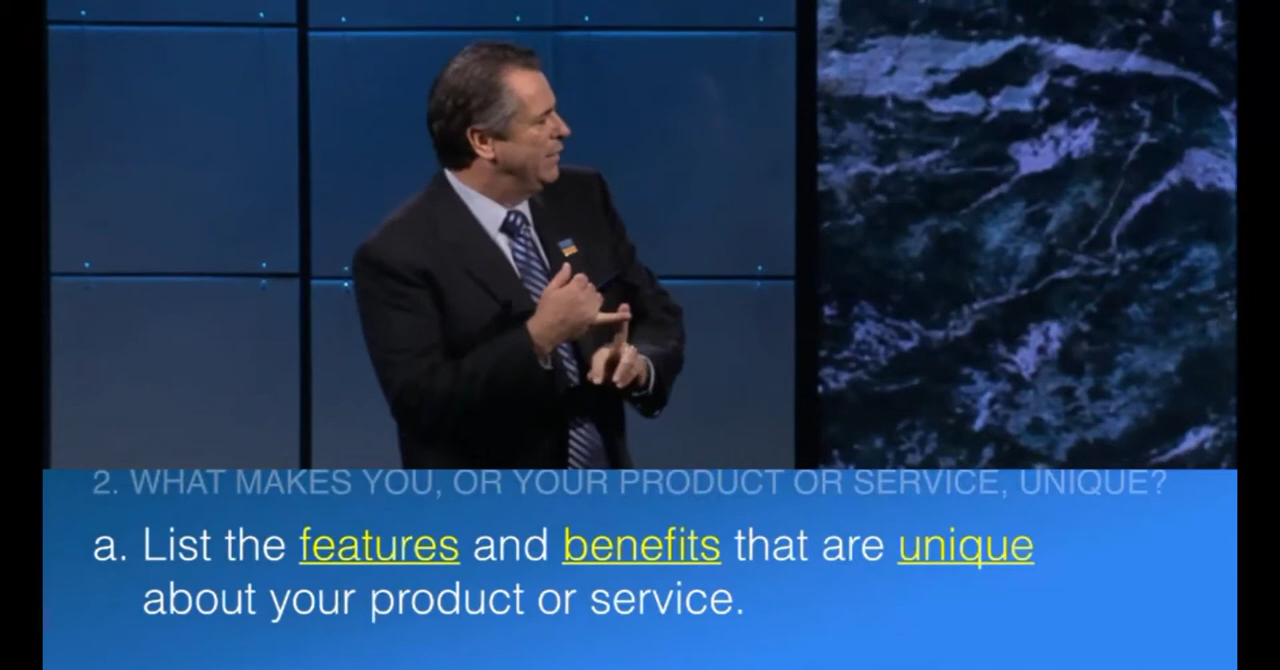 2. WHAT MAKES YOU, OR YOUR PRODUCT OR SERVICE, UNIQUE?
a. List the features and benefits that are unique
about your product or service.